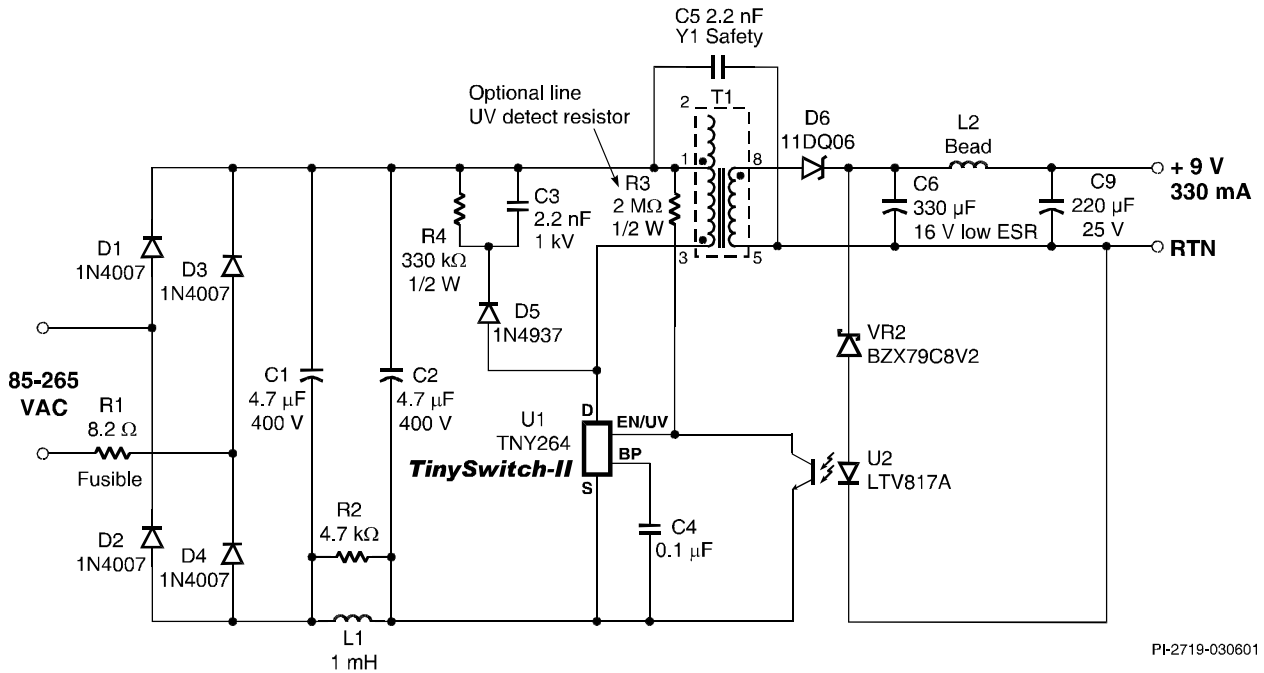 C5 2.2 nF
Y1 Safety
T1
2
Optional line
UV detect resistor
D6
11DQ06
L2
Bead
1
8
+ 9 V
330 mA
R3
2 MΩ
1/2 W
C3
2.2 nF
1 kV
C6
330 µF
16 V low ESR
C9
220 µF
25 V
R4
330 kΩ
1/2 W
D1
1N4007
D3
1N4007
3
5
RTN
D5
1N4937
VR2
BZX79C8V2
85-265
VAC
C1
4.7 µF
400 V
C2
4.7 µF
400 V
R1
8.2 Ω
Fusible
D
U1
TNY264
TinySwitch-II
EN/UV
BP
S
U2
LTV817A
R2
4.7 kΩ
C4
0.1 µF
D2
1N4007
D4
1N4007
L1
1 mH
PI-2719-030601